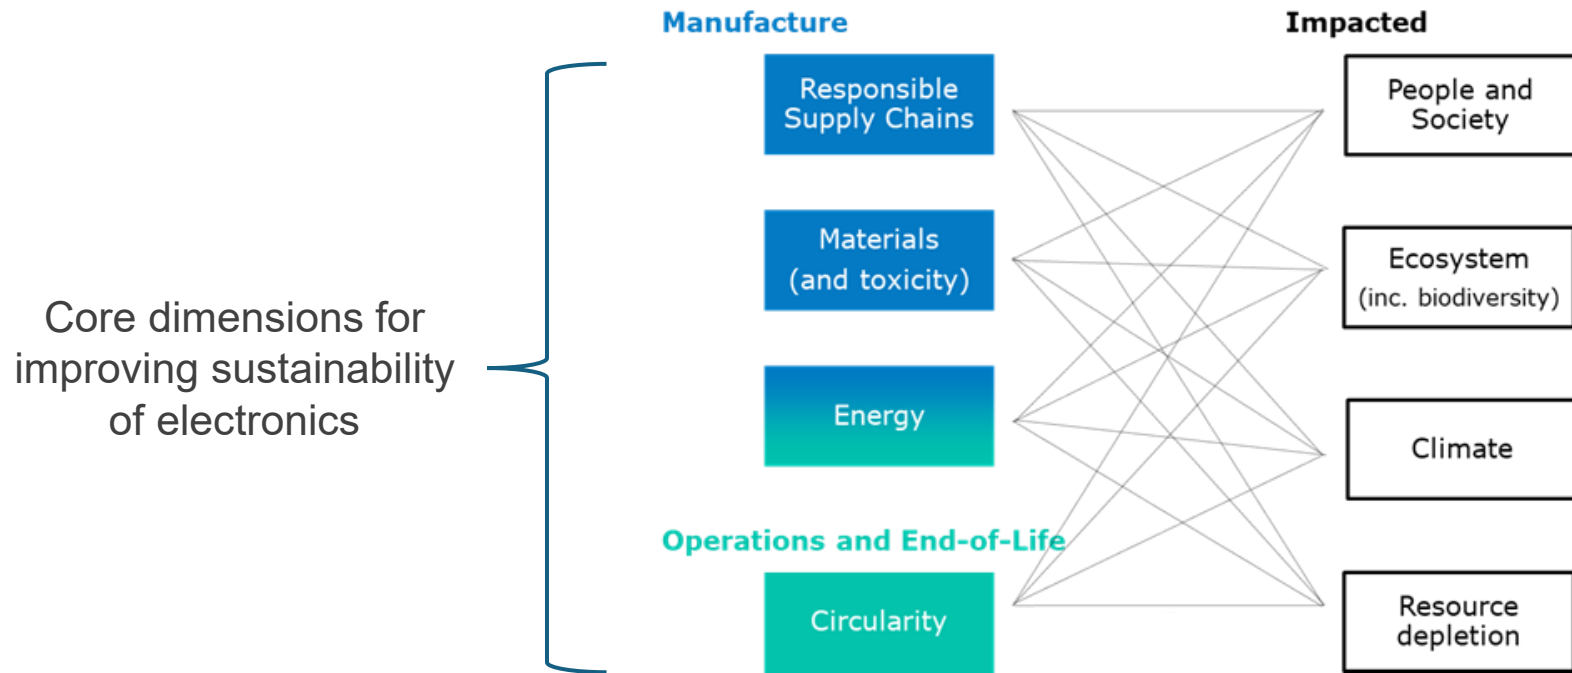 Core dimensions for
improving sustainability
of electronics
Manufacture
Responsible
Supply Chains
Materials
(and toxicity)
Energy
Operations and End-of-Life
Circularity
Impacted
People and
Society
Ecosystem
(inc. biodiversity)
Climate
Resource
depletion